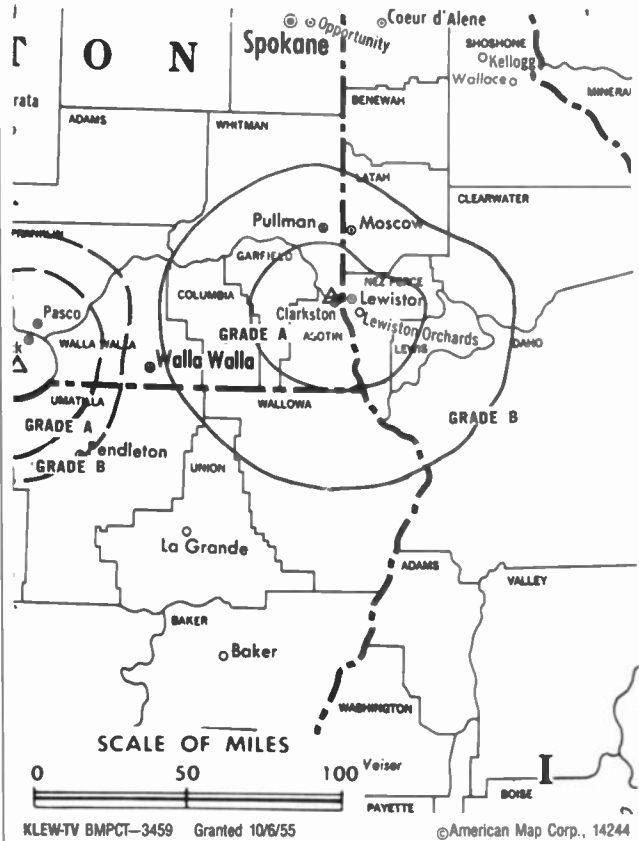 Coeur d'Alene
Opportunity
Spokane
SHOSHONE
T O N
Kellogg
Wallace
rata
BENEWAH
ADAMS
WHITMAN
LATAH
CLEARWATER
Pullman
Moscow
FRANKLIN
GARFIELD
NEZ PERCE
COLUMBIA
Lewiston
Clarkston
Pasco
Lewiston Orchards
GRADE A
ASOTIN
DAHO
WALLA WALLA
LEWIS
k
Walla Walla
UMATILLA
WALLOWA
GRADE B
GRADE A
Pendleton
GRADE B
UNION
La Grande
ADAMS
VALLEY
BAKER
Baker
WASHINGTON
SCALE OF MILES
0 50 100
Veiser
I
BOISE
PAYETTE
KLEW-TV BMPCT—3459 Granted 10/6/55
©American Map Corp., 14244